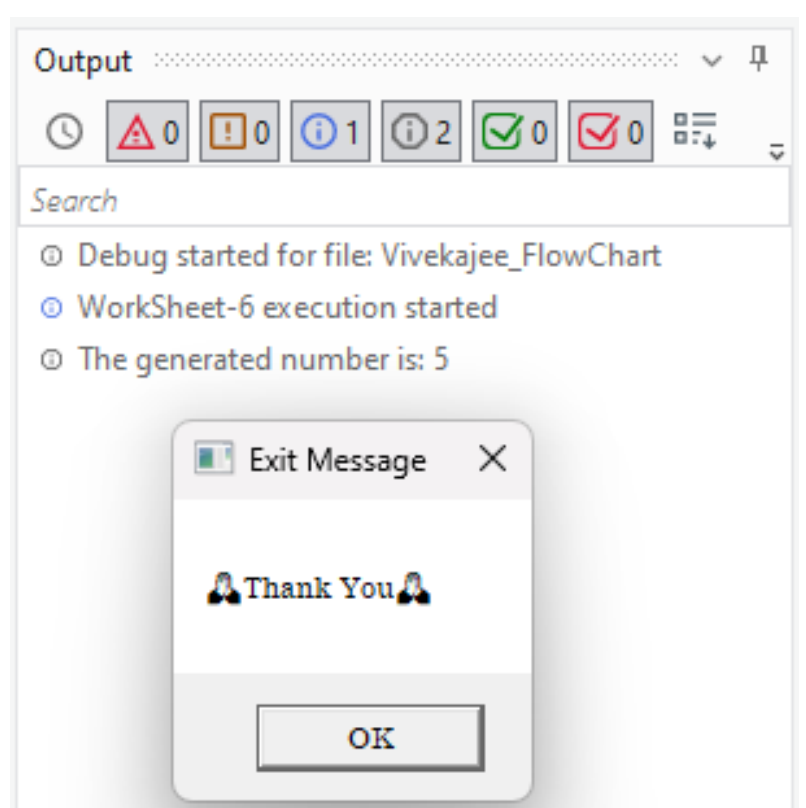 Output
0 0 1 2 0 0
Search
Debug started for file: Vivekajee_FlowChart
WorkSheet-6 execution started
The generated number is: 5
Exit Message
🙏Thank You🙏
OK